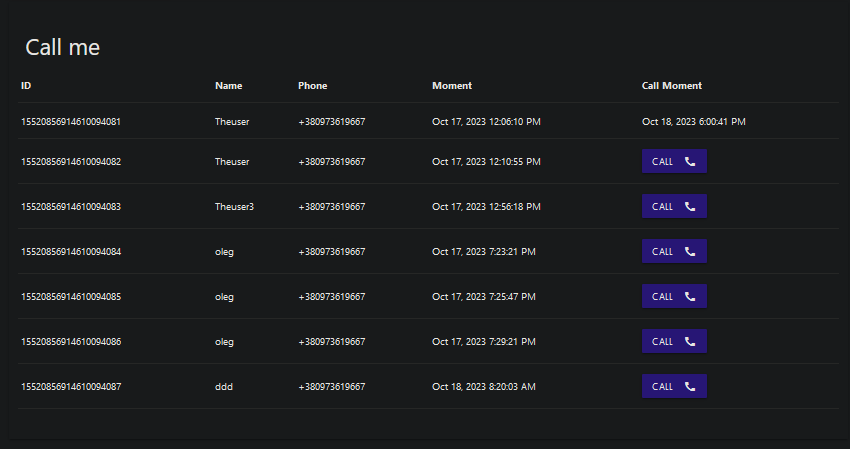 Call me
ID Name Phone Moment Call Moment
15520856914610094081 Theuser +380973619667 Oct 17, 2023 12:06:10 PM Oct 18, 2023 6:00:41 PM
15520856914610094082 Theuser +380973619667 Oct 17, 2023 12:10:55 PM CALL
15520856914610094083 Theuser3 +380973619667 Oct 17, 2023 12:56:18 PM CALL
15520856914610094084 oleg +380973619667 Oct 17, 2023 7:23:21 PM CALL
15520856914610094085 oleg +380973619667 Oct 17, 2023 7:25:47 PM CALL
15520856914610094086 oleg +380973619667 Oct 17, 2023 7:29:21 PM CALL
15520856914610094087 ddd +380973619667 Oct 18, 2023 8:20:03 AM CALL